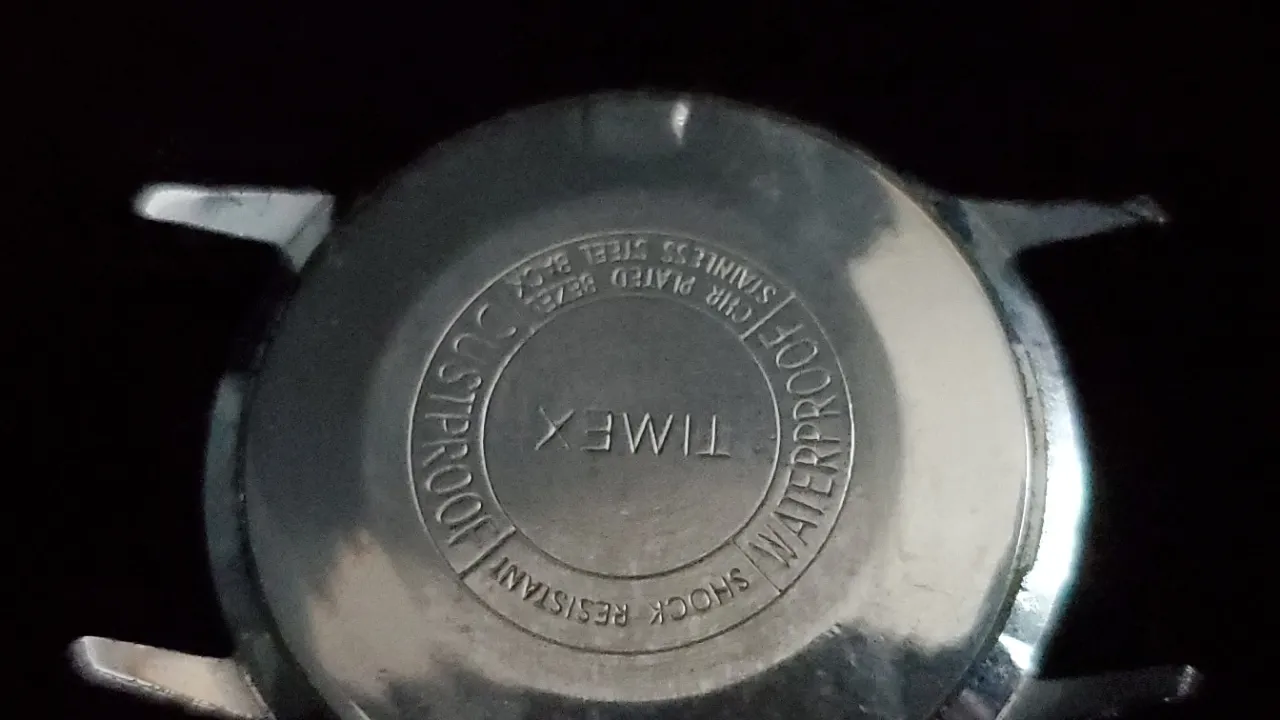 TIMEX
WATERPROOF
SHOCK RESISTANT
DUSTPROOF
CHR. PLATED BEZEL
STAINLESS STEEL BACK